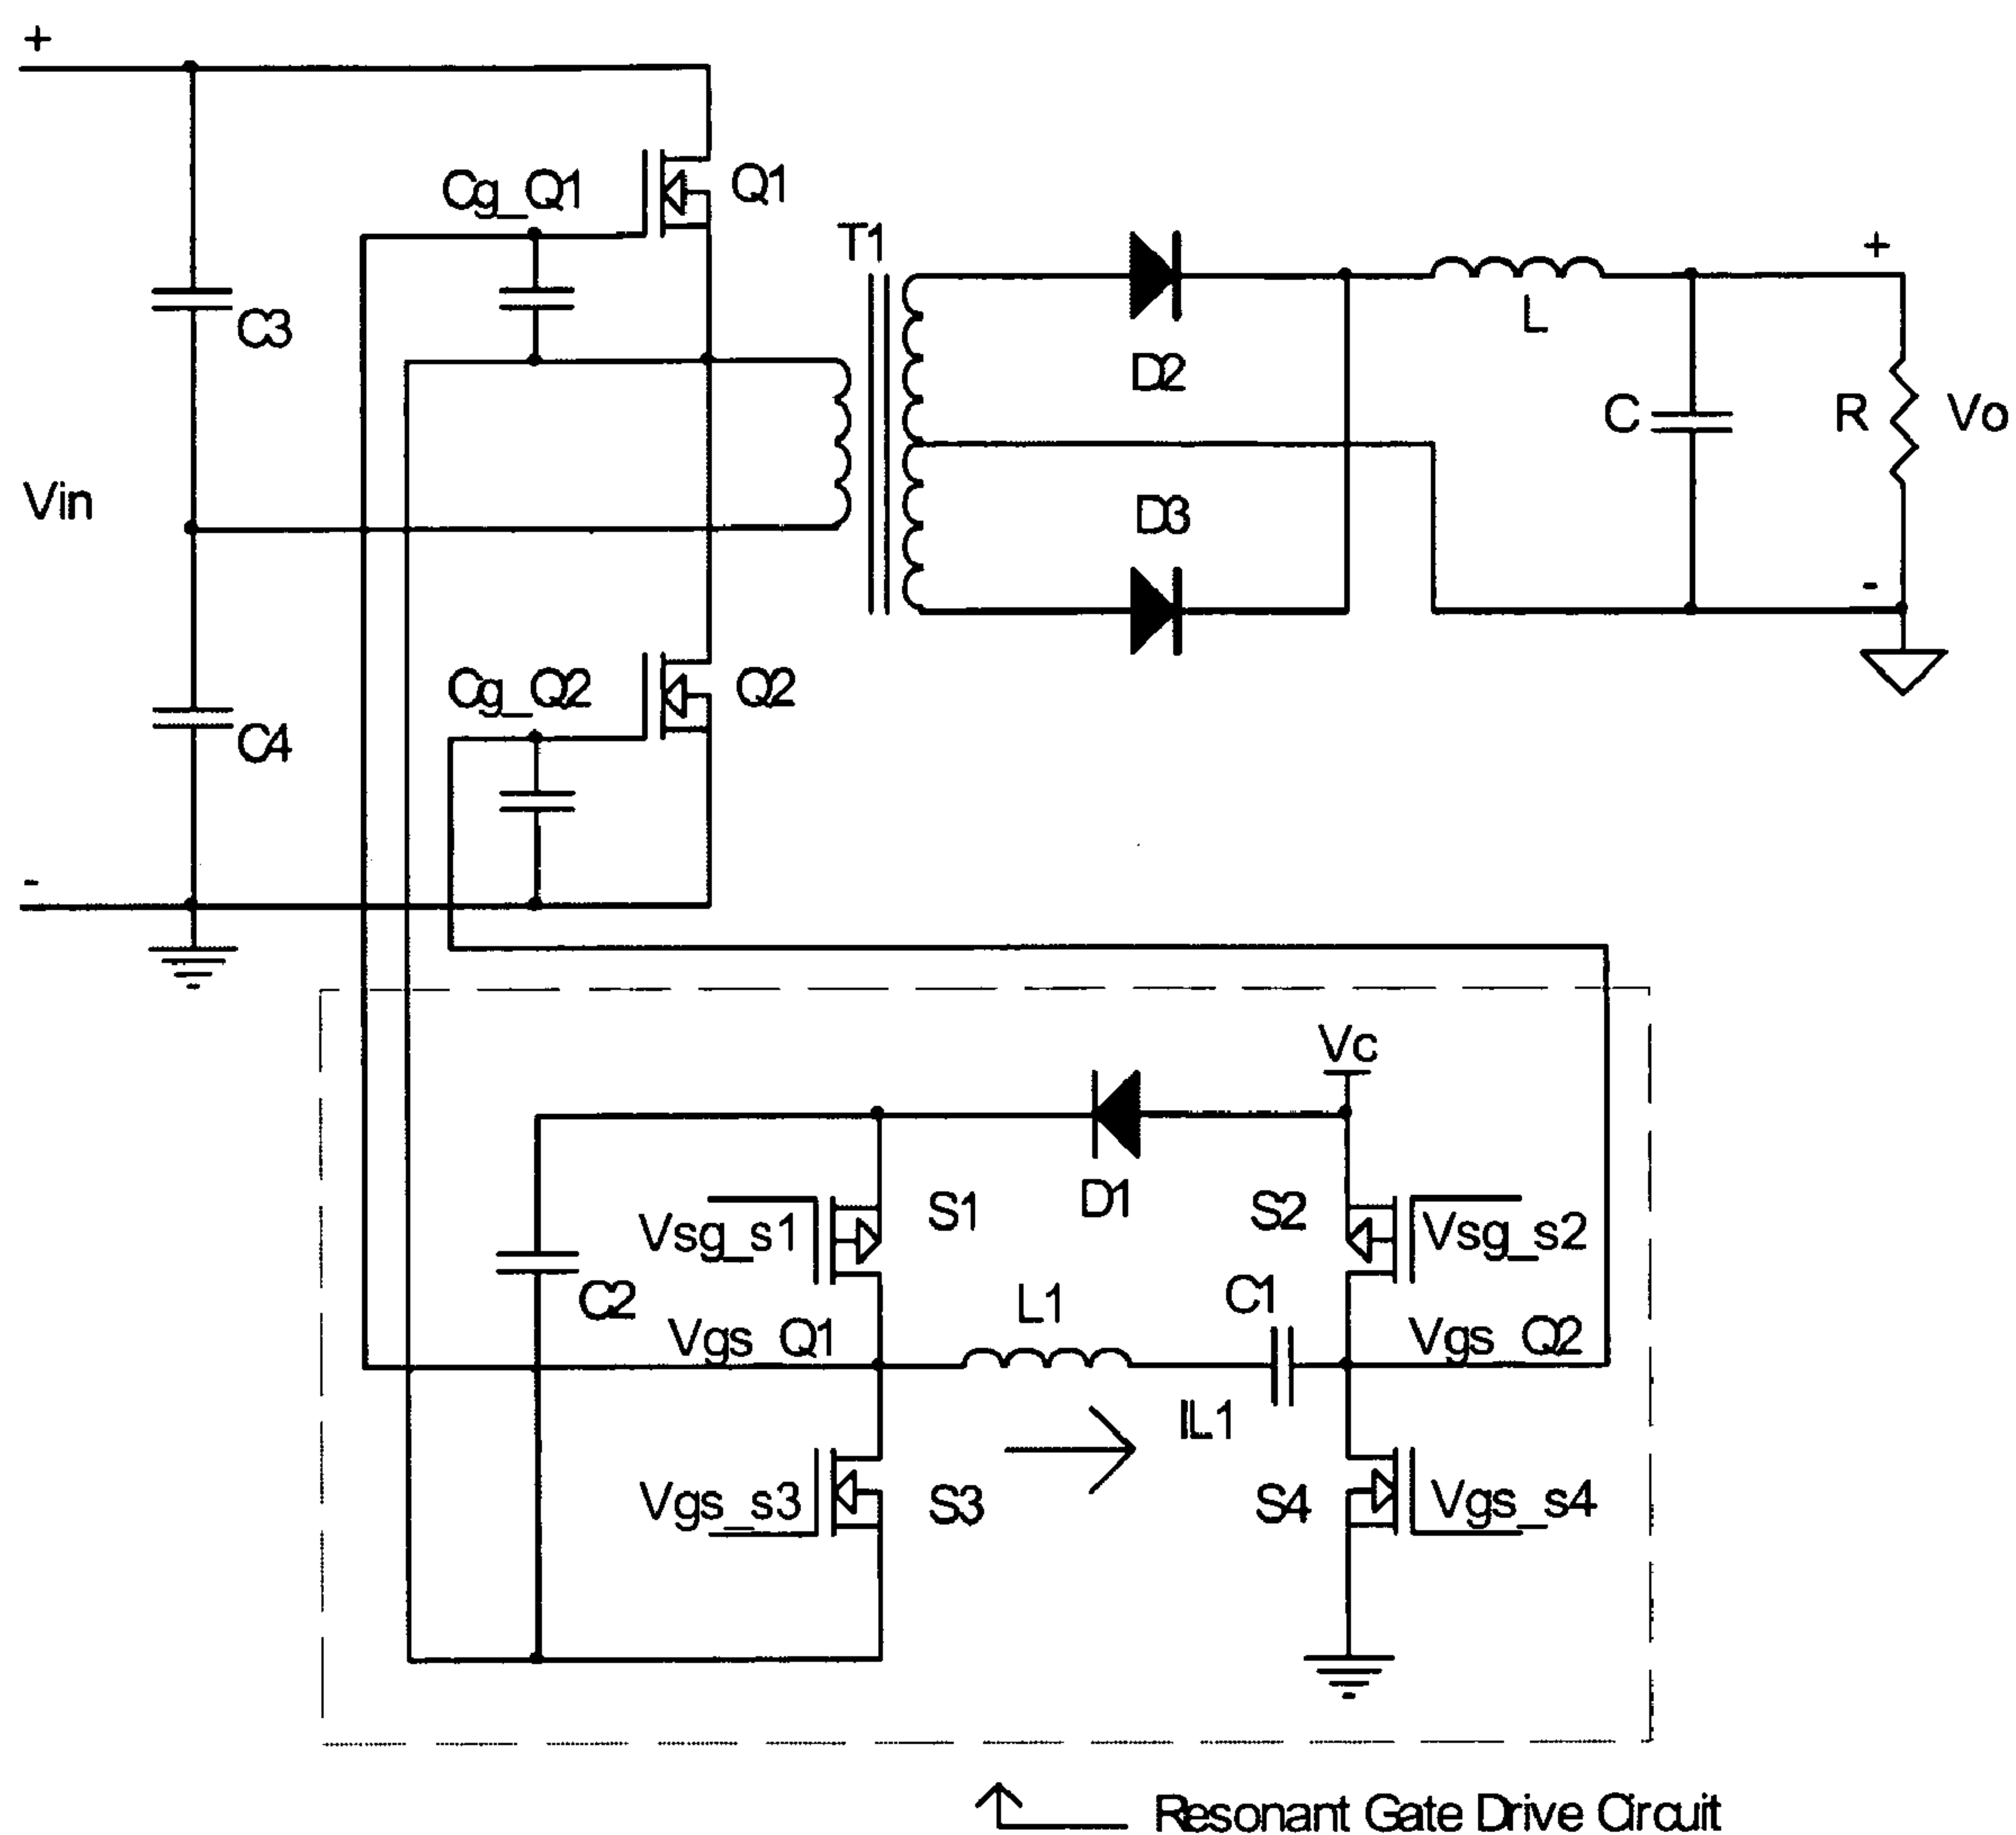 +
Cg_Q1
Q1
T1
+
C3
L
D2
C
R
Vo
Vin
D3
-
Cg_Q2
Q2
C4
-
Vc
D1
S1
S2
Vsg_s1
Vsg_s2
C2
L1
C1
Vgs_Q1
Vgs_Q2
IL1
Vgs_s3
S3
S4
Vgs_s4
Resonant Gate Drive Circuit